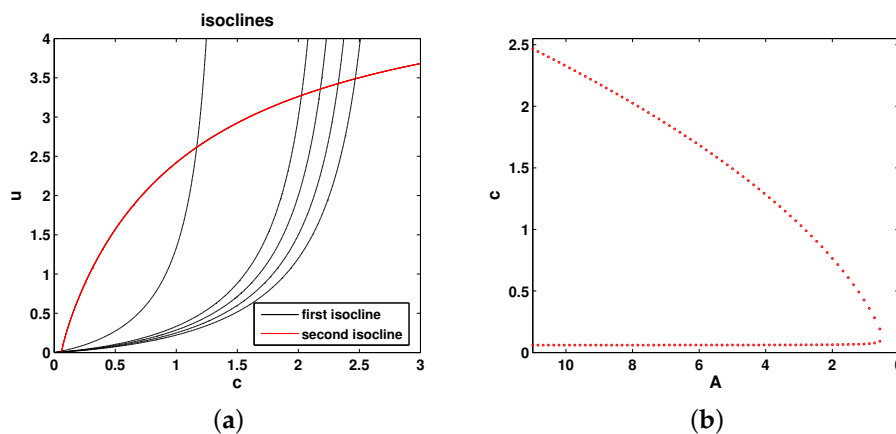 isoclines
4
3.5
3
2.5
2
1.5
1
0.5
0
u
0 0.5 1 1.5 2 2.5 3
c
first isocline
second isocline
(a)
2.5
2
1.5
1
0.5
0
c
10 8 6 4 2 0
A
(b)